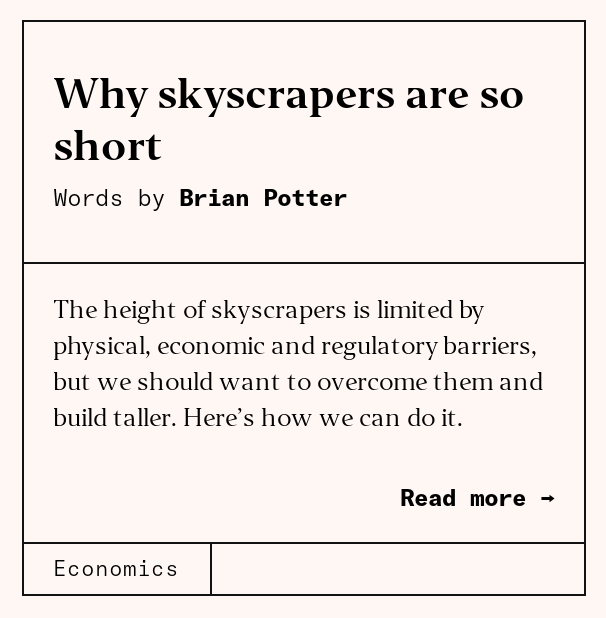 Why skyscrapers are so
short
Words by Brian Potter
The height of skyscrapers is limited by
physical, economic and regulatory barriers,
but we should want to overcome them and
build taller. Here’s how we can do it.
Read more →
Economics